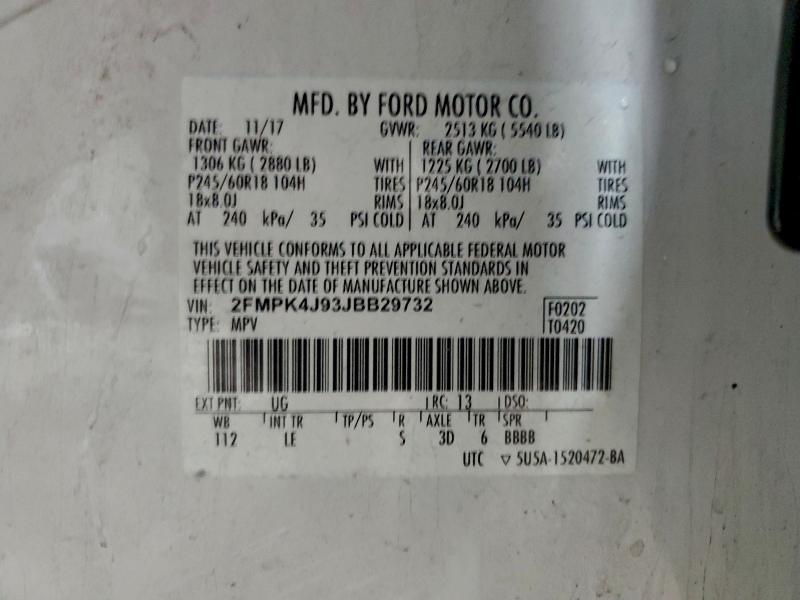 MFD. BY FORD MOTOR CO.
DATE: 11/17 GVWR: 2513 KG ( 5540 LB)
FRONT GAWR: REAR GAWR:
1306 KG ( 2880 LB) WITH 1225 KG ( 2700 LB) WITH
P245/60R18 104H TIRES P245/60R18 104H TIRES
18x8.0J RIMS 18x8.0J RIMS
AT 240 kPa/ 35 PSI COLD AT 240 kPa/ 35 PSI COLD
THIS VEHICLE CONFORMS TO ALL APPLICABLE FEDERAL MOTOR
VEHICLE SAFETY AND THEFT PREVENTION STANDARDS IN
EFFECT ON THE DATE OF MANUFACTURE SHOWN ABOVE.
VIN: 2FMPK4J93JBB29732 F0202
TYPE: MPV T0420
EXT PNT: UG RC: 13 DSO:
WB INT TR TP/PS R AXLE TR SPR
112 LE S 3D 6 BBBB
UTC ▽ 5U5A-1520472-BA